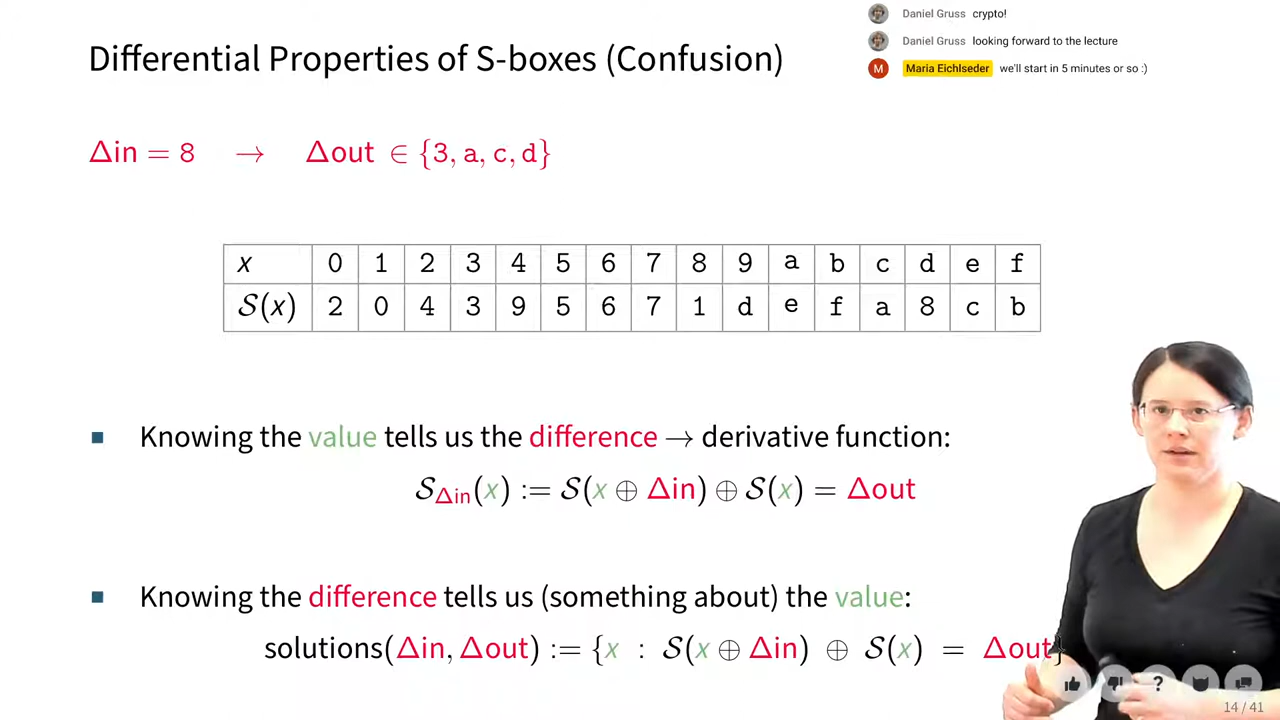 Daniel Gruss crypto!
Daniel Gruss looking forward to the lecture
M Maria Eichlseder we'll start in 5 minutes or so :)
Differential Properties of S-boxes (Confusion)
Δin = 8 → Δout ∈ {3, a, c, d}
x 0 1 2 3 4 5 6 7 8 9 a b c d e f
𝒮(x) 2 0 4 3 9 5 6 7 1 d e f a 8 c b
■ Knowing the value tells us the difference → derivative function:
𝒮Δin(x) := 𝒮(x ⊕ Δin) ⊕ 𝒮(x) = Δout
■ Knowing the difference tells us (something about) the value:
solutions(Δin, Δout) := {x : 𝒮(x ⊕ Δin) ⊕ 𝒮(x) = Δout}
?
14 / 41